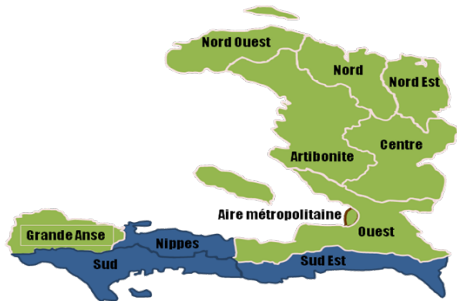 Nord Ouest
Nord
Nord Est
Centre
Artibonite
Aire métropolitaine
Ouest
Grande Anse
Nippes
Sud
Sud Est